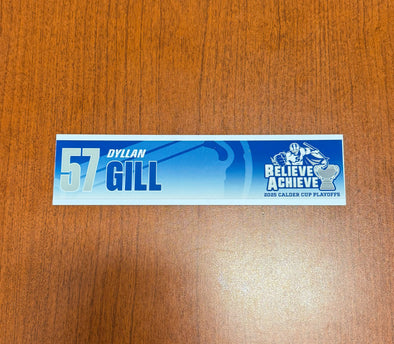 57
DYLLAN
GILL
BELIEVE
ACHIEVE
2025 CALDER CUP PLAYOFFS